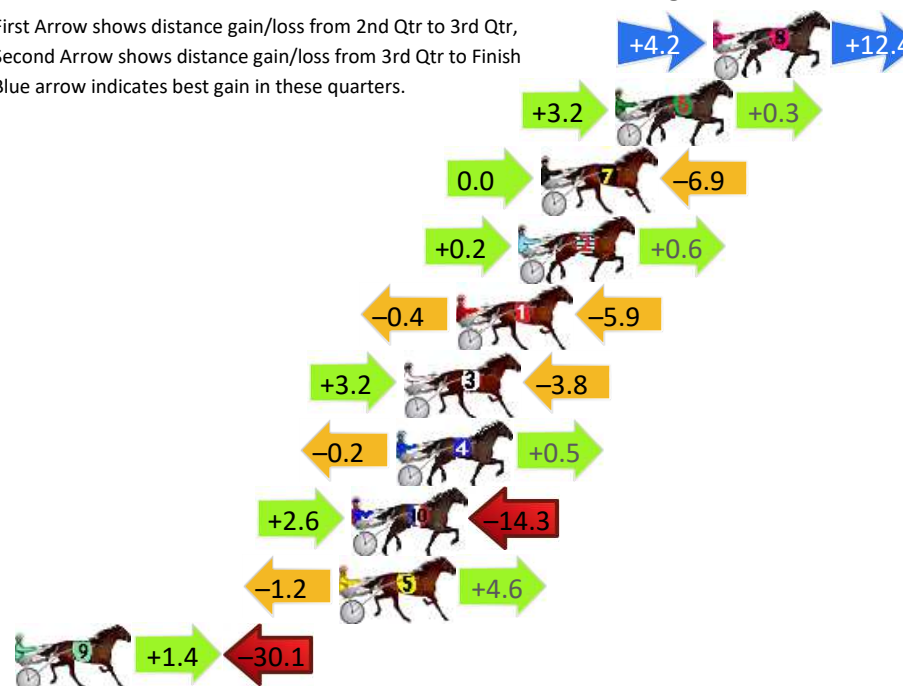 First Arrow shows distance gain/loss from 2nd Qtr to 3rd Qtr,
Second Arrow shows distance gain/loss from 3rd Qtr to Finish
Blue arrow indicates best gain in these quarters.
+4.2 8 +12.4
+3.2 6 +0.3
0.0 7 −6.9
+0.2 2 +0.6
−0.4 1 −5.9
+3.2 3 −3.8
−0.2 4 +0.5
+2.6 10 −14.3
−1.2 5 +4.6
9 +1.4 −30.1